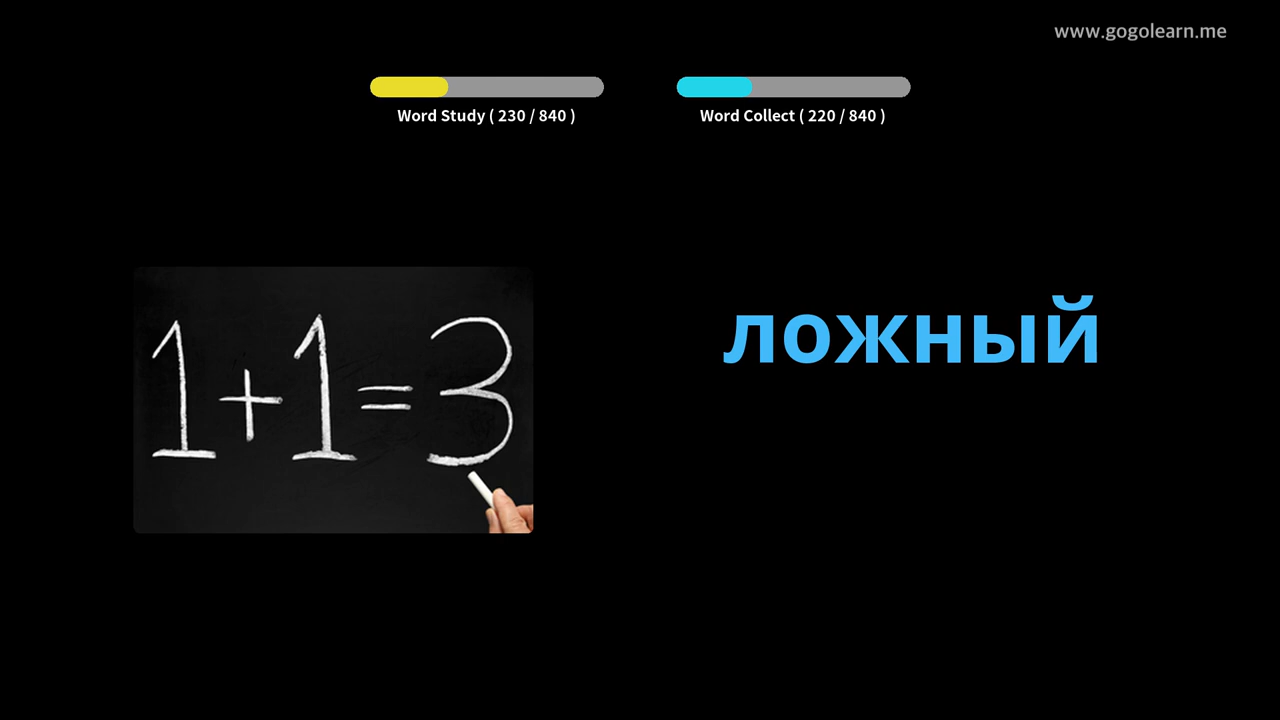 www.gogolearn.me
Word Study ( 230 / 840 )
Word Collect ( 220 / 840 )
1+1=3
ложный